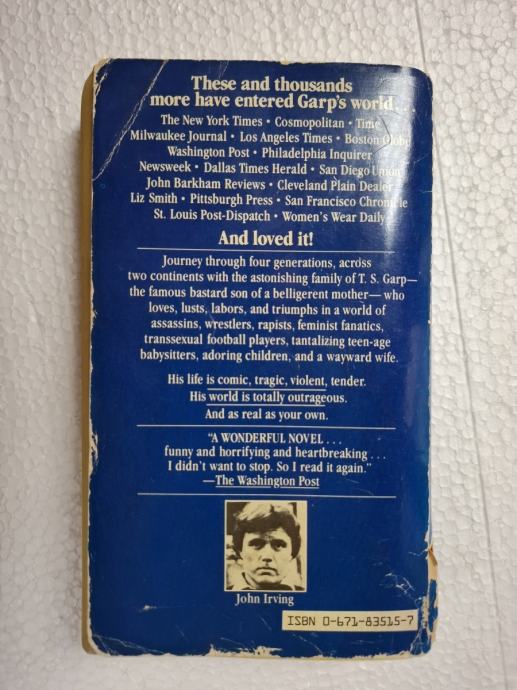 These and thousands
more have entered Garp's world . . .
The New York Times • Cosmopolitan • Time
Milwaukee Journal • Los Angeles Times • Boston Globe
Washington Post • Philadelphia Inquirer
Newsweek • Dallas Times Herald • San Diego Union
John Barkham Reviews • Cleveland Plain Dealer
Liz Smith • Pittsburgh Press • San Francisco Chronicle
St. Louis Post-Dispatch • Women's Wear Daily
And loved it!
Journey through four generations, across
two continents with the astonishing family of T. S. Garp—
the famous bastard son of a belligerent mother—who
loves, lusts, labors, and triumphs in a world of
assassins, wrestlers, rapists, feminist fanatics,
transsexual football players, tantalizing teen-age
babysitters, adoring children, and a wayward wife.
His life is comic, tragic, violent, tender.
His world is totally outrageous.
And as real as your own.
"A WONDERFUL NOVEL . . .
funny and horrifying and heartbreaking . . .
I didn't want to stop. So I read it again."
—The Washington Post
John Irving
ISBN 0-671-83515-7